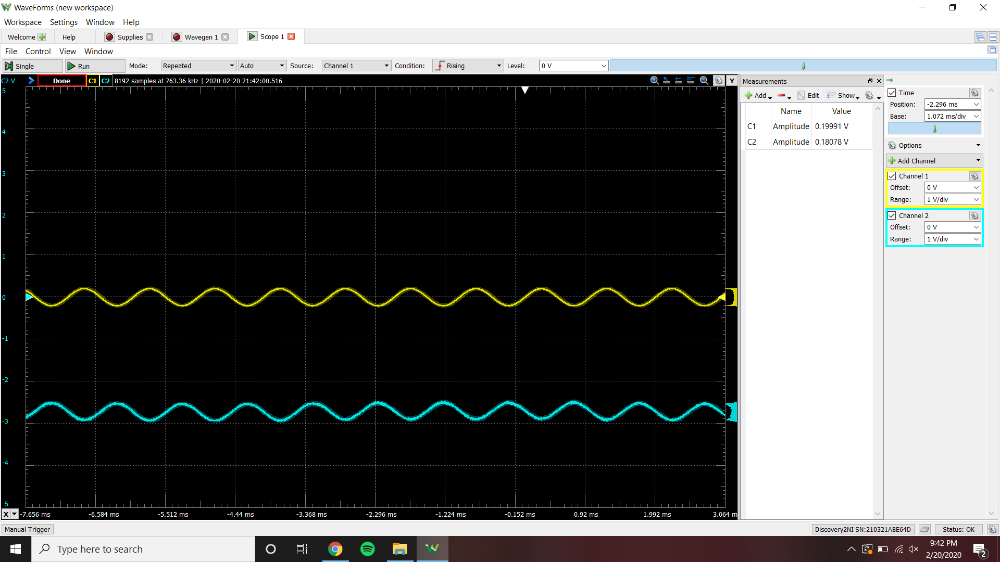 WaveForms (new workspace)
Workspace Settings Window Help
Welcome Help Supplies Wavegen 1 Scope 1
File Control View Window
Single Run Mode: Repeated Auto Source: Channel 1 Condition: Rising Level: 0 V
C2 V Done C1 C2 8192 samples at 763.36 kHz | 2020-02-20 21:42:00.516 Y
5
4
3
2
1
0
-1
-2
-3
-4
-5
X -7.656 ms -6.584 ms -5.512 ms -4.44 ms -3.368 ms -2.296 ms -1.224 ms -0.152 ms 0.92 ms 1.992 ms 3.064 m
Measurements
Add Edit Show
Name Value
C1 Amplitude 0.19991 V
C2 Amplitude 0.18078 V
Time
Position: -2.296 ms
Base: 1.072 ms/div
Options
Add Channel
Channel 1
Offset: 0 V
Range: 1 V/div
Channel 2
Offset: 0 V
Range: 1 V/div
Manual Trigger Discovery2NI SN:210321ABE64D Status: OK
Type here to search
9:42 PM
2/20/2020
2